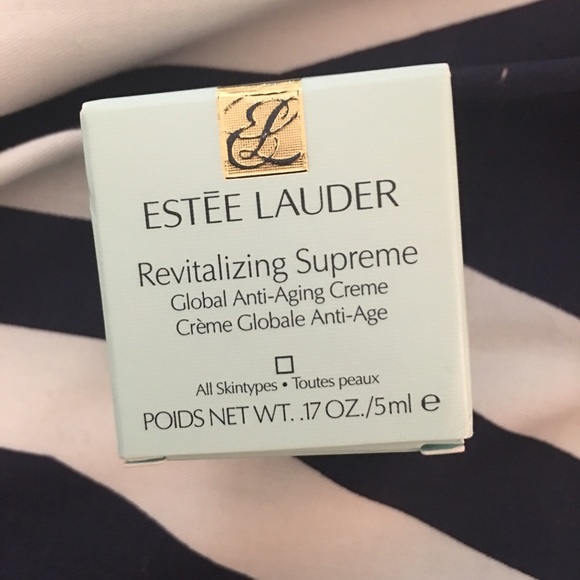 EL
ESTĒE LAUDER
Revitalizing Supreme
Global Anti-Aging Creme
Crème Globale Anti-Age
All Skintypes • Toutes peaux
POIDS NET WT. .17 OZ./5ml ℮